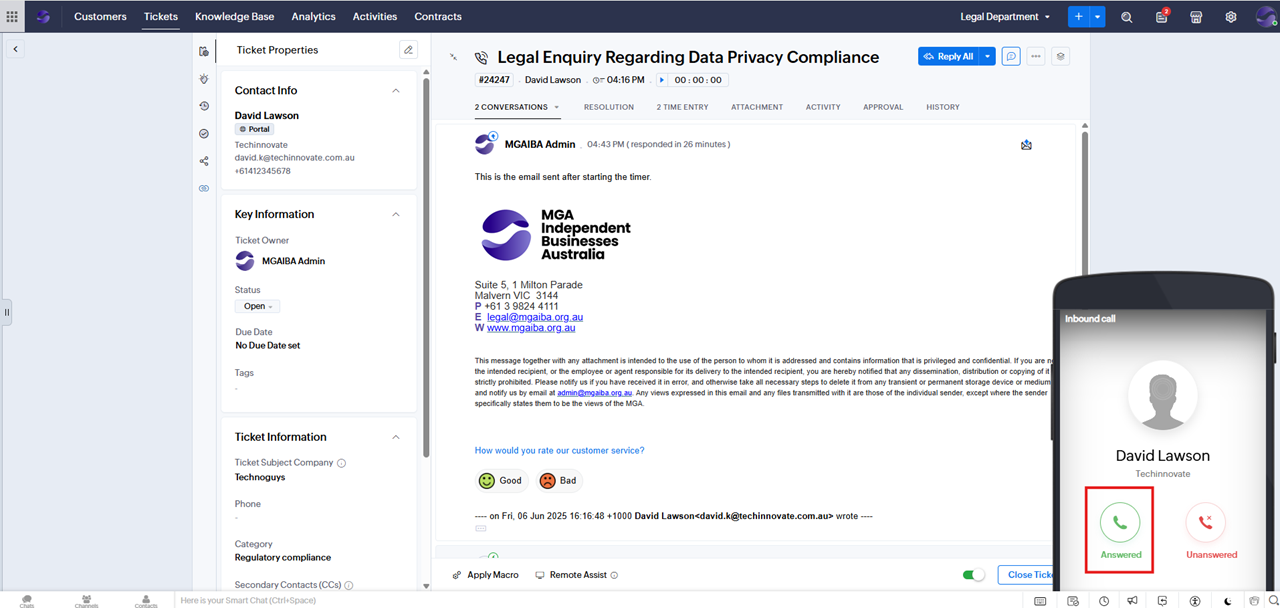 Customers Tickets Knowledge Base Analytics Activities Contracts
Legal Department
2
Ticket Properties
Contact Info
David Lawson
Portal
Techinnovate
david.k@techinnovate.com.au
+61412345678
Key Information
Ticket Owner
MGAIBA Admin
Status
Open
Due Date
No Due Date set
Tags
-
Ticket Information
Ticket Subject Company
Technoguys
Phone
-
Category
Regulatory compliance
Secondary Contacts (CCs)
Legal Enquiry Regarding Data Privacy Compliance
Reply All
#24247 . David Lawson . 04:16 PM . 00 : 00 : 00
2 CONVERSATIONS RESOLUTION 2 TIME ENTRY ATTACHMENT ACTIVITY APPROVAL HISTORY
MGAIBA Admin . 04:43 PM ( responded in 26 minutes )
This is the email sent after starting the timer.
MGA
Independent
Businesses
Australia
Suite 5, 1 Milton Parade
Malvern VIC 3144
P +61 3 9824 4111
E legal@mgaiba.org.au
W www.mgaiba.org.au
This message together with any attachment is intended to the use of the person to whom it is addressed and contains information that is privileged and confidential. If you are
the intended recipient, or the employee or agent responsible for its delivery to the intended recipient, you are hereby notified that any dissemination, distribution or copying of it
strictly prohibited. Please notify us if you have received it in error, and otherwise take all necessary steps to delete it from any transient or permanent storage device or medium
and notify us by email at admin@mgaiba.org.au. Any views expressed in this email and any files transmitted with it are those of the individual sender, except where the sender
specifically states them to be the views of the MGA.
How would you rate our customer service?
Good Bad
---- on Fri, 06 Jun 2025 16:16:48 +1000 David Lawson<david.k@techinnovate.com.au> wrote ----
Apply Macro Remote Assist
Close Ticke
Inbound call
David Lawson
Techinnovate
Answered Unanswered
Chats Channels Contacts Here is your Smart Chat (Ctrl+Space)